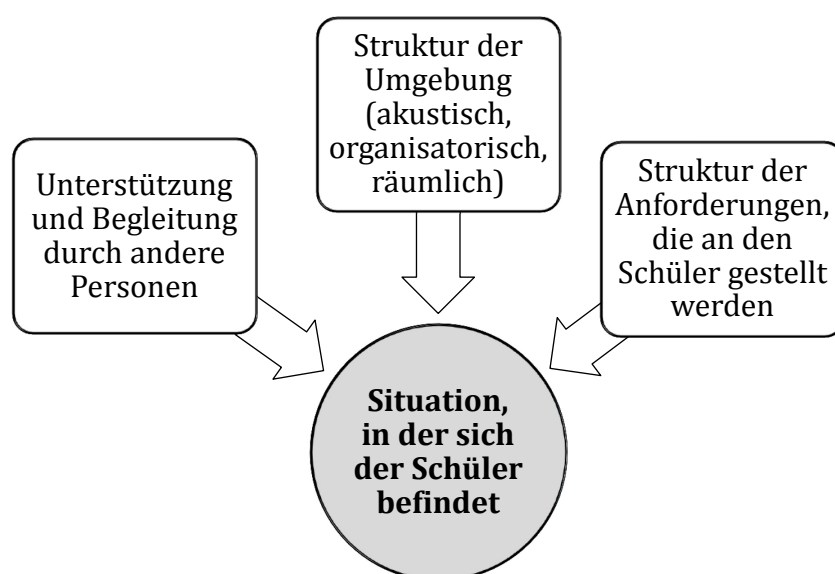 Struktur der
Umgebung
(akustisch,
organisatorisch,
räumlich)
Unterstützung
und Begleitung
durch andere
Personen
Struktur der
Anforderungen,
die an den
Schüler gestellt
werden
Situation,
in der sich
der Schüler
befindet